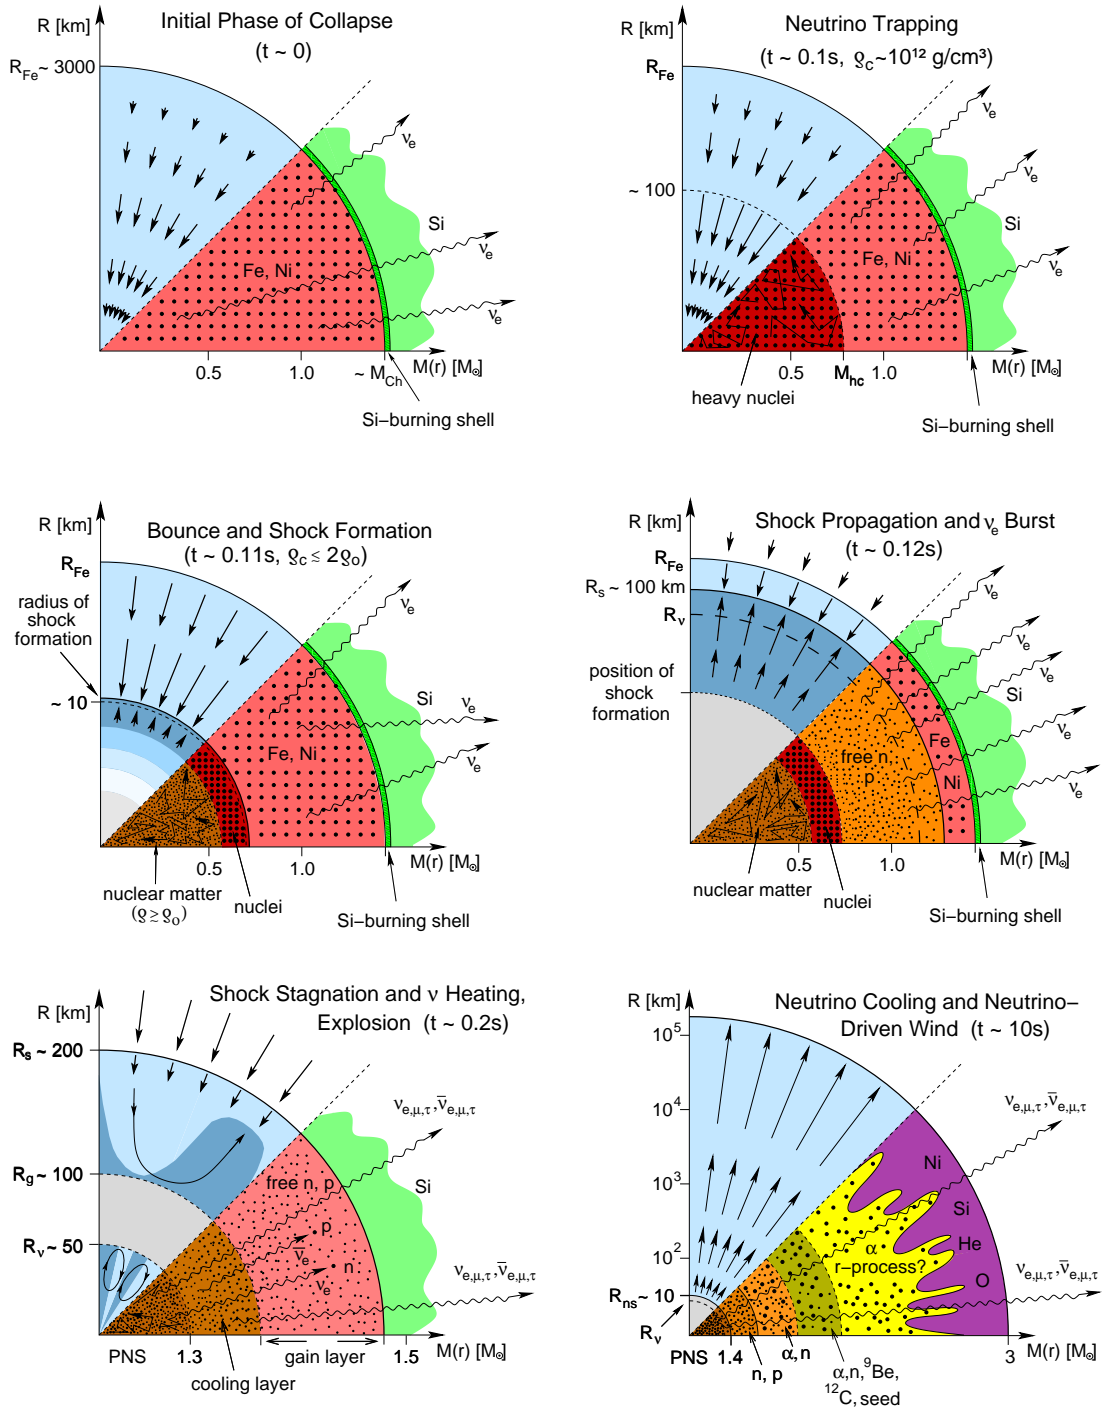 Initial Phase of Collapse
(t ~ 0)
R [km]
R_Fe ~ 3000
ν_e
Si
Fe, Ni
ν_e
ν_e
0.5
1.0
~ M_Ch
M(r) [M_⊙]
Si–burning shell
Neutrino Trapping
(t ~ 0.1s, ϱ_c ~10¹² g/cm³)
R [km]
R_Fe
ν_e
~ 100
ν_e
Si
Fe, Ni
ν_e
0.5
M_hc
1.0
M(r) [M_⊙]
heavy nuclei
Si–burning shell
Bounce and Shock Formation
(t ~ 0.11s, ϱ_c ≲ 2ϱ_o)
R [km]
R_Fe
radius of
shock
formation
ν_e
Si
~ 10
ν_e
Fe, Ni
ν_e
0.5
1.0
M(r) [M_⊙]
nuclear matter
(ϱ ≳ ϱ_o)
nuclei
Si–burning shell
Shock Propagation and ν_e Burst
(t ~ 0.12s)
R [km]
R_Fe
R_s ~ 100 km
R_ν
position of
shock
formation
ν_e
ν_e
ν_e
Si
Fe
free n,
p
Ni
ν_e
0.5
1.0
M(r) [M_⊙]
nuclear matter
nuclei
Si–burning shell
Shock Stagnation and ν Heating,
Explosion (t ~ 0.2s)
R [km]
R_s ~ 200
ν_e,μ,τ, ν̄_e,μ,τ
R_g ~ 100
free n, p
Si
p
R_ν ~ 50
ν̄_e
n
ν_e
ν_e,μ,τ, ν̄_e,μ,τ
PNS
1.3
gain layer
1.5
M(r) [M_⊙]
cooling layer
Neutrino Cooling and Neutrino–
Driven Wind (t ~ 10s)
R [km]
10⁵
10⁴
ν_e,μ,τ, ν̄_e,μ,τ
10³
Ni
Si
10²
He
α
r–process?
O
ν_e,μ,τ, ν̄_e,μ,τ
R_ns ~ 10
R_ν
PNS
1.4
α,n
n, p
3
M(r) [M_⊙]
α,n,⁹Be,
¹²C, seed